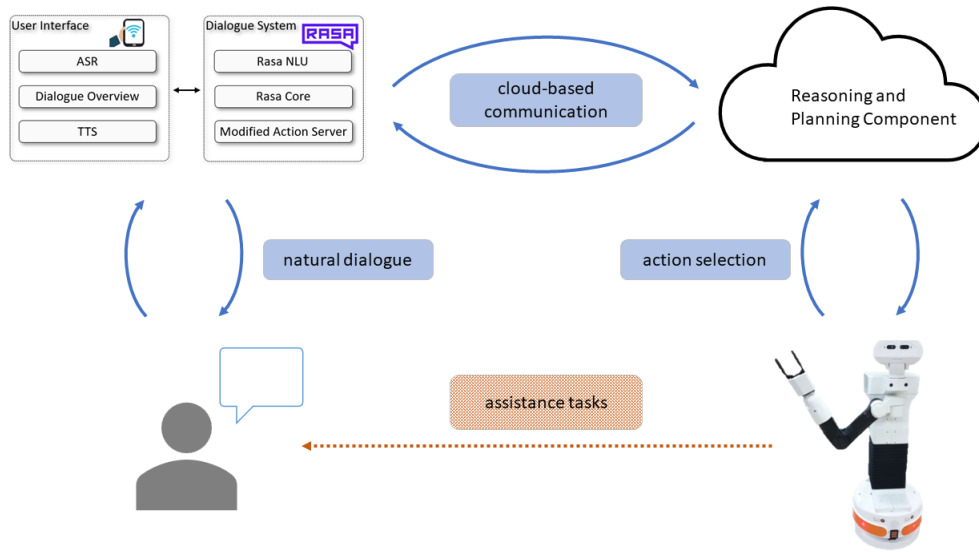 User Interface
ASR
Dialogue Overview
TTS
Dialogue System
RASA
Rasa NLU
Rasa Core
Modified Action Server
cloud-based
communication
Reasoning and
Planning Component
natural dialogue
action selection
assistance tasks